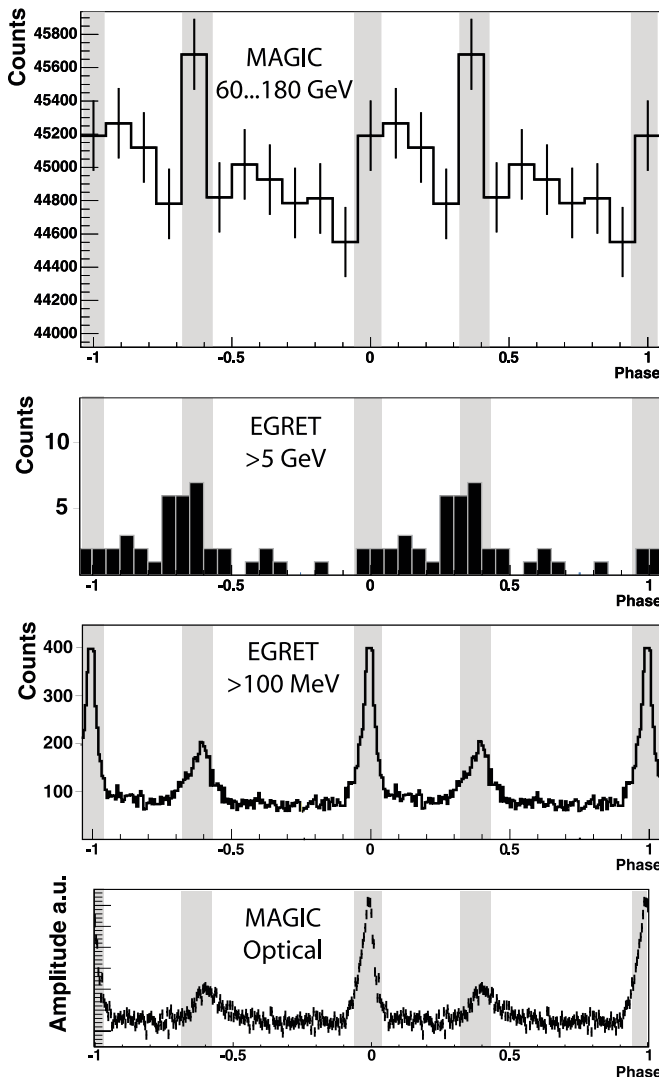 Counts
45800
45600
45400
45200
45000
44800
44600
44400
44200
44000
MAGIC
60...180 GeV
-1 -0.5 0 0.5 1
Phase
Counts
10
5
EGRET
>5 GeV
-1 -0.5 0 0.5 1
Phase
Counts
400
300
200
100
EGRET
>100 MeV
-1 -0.5 0 0.5 1
Phase
Amplitude a.u.
MAGIC
Optical
-1 -0.5 0 0.5 1
Phase